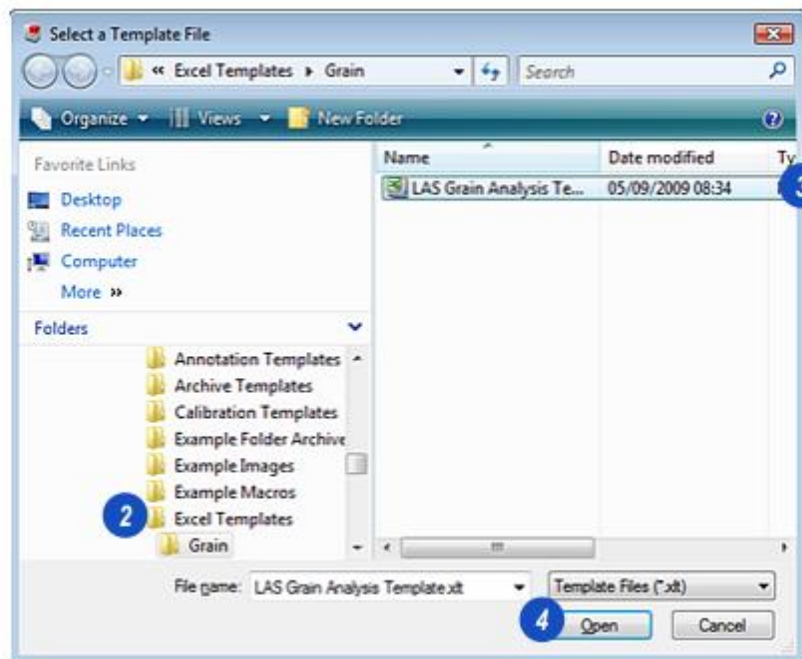 Select a Template File
« Excel Templates ▸ Grain
Search
Organize
Views
New Folder
?
Favorite Links
Desktop
Recent Places
Computer
More »
Folders
Annotation Templates
Archive Templates
Calibration Templates
Example Folder Archive
Example Images
Example Macros
2
Excel Templates
Grain
Name
Date modified
Ty
LAS Grain Analysis Te...
05/09/2009 08:34
3
File name:
LAS Grain Analysis Template.xlt
Template Files (*.xlt)
4
Open
Cancel